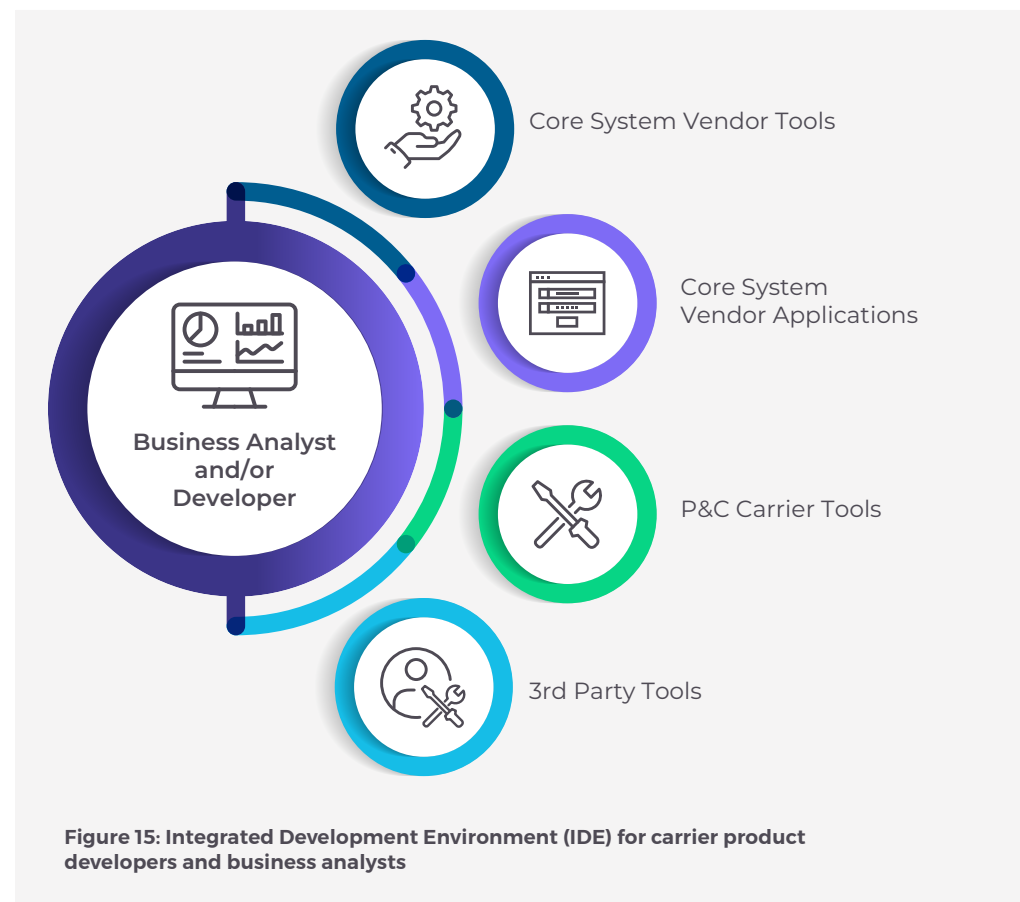 Core System Vendor Tools
Core System
Vendor Applications
Business Analyst
and/or
Developer
P&C Carrier Tools
3rd Party Tools
Figure 15: Integrated Development Environment (IDE) for carrier product
developers and business analysts